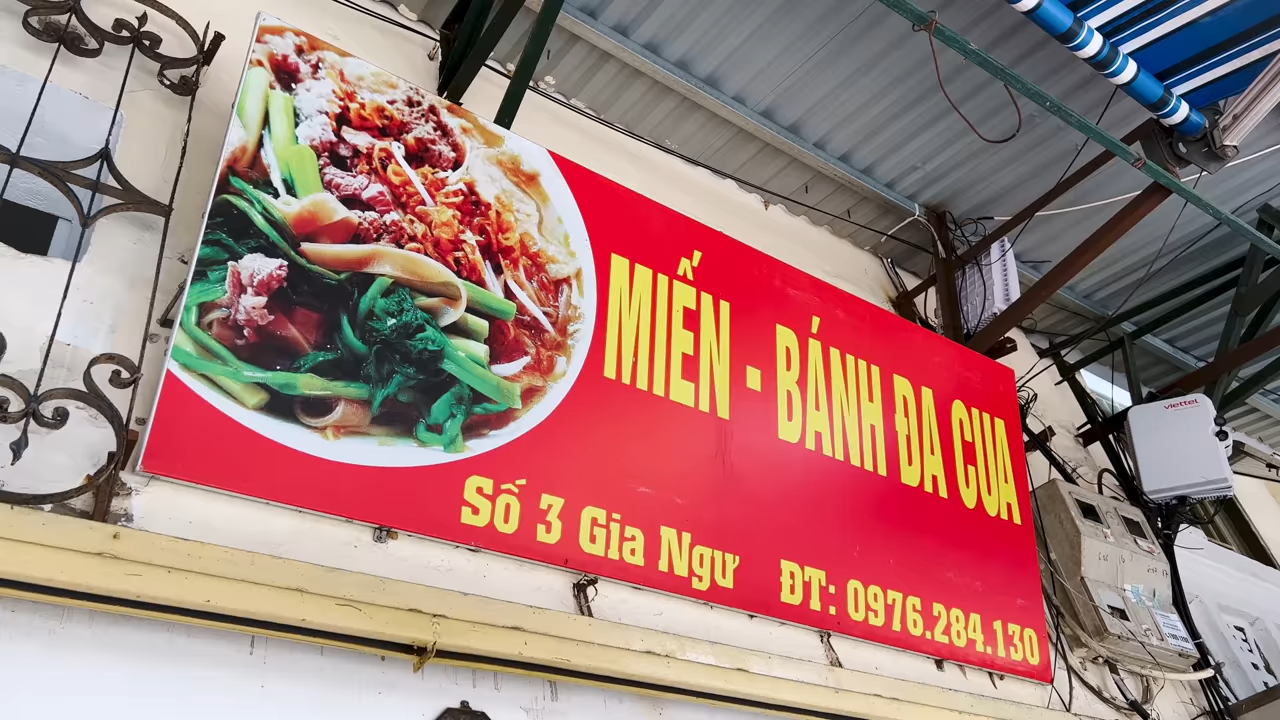 MIẾN - BÁNH ĐA CUA
Số 3 Gia Ngư ĐT: 0976.284.130
viettel